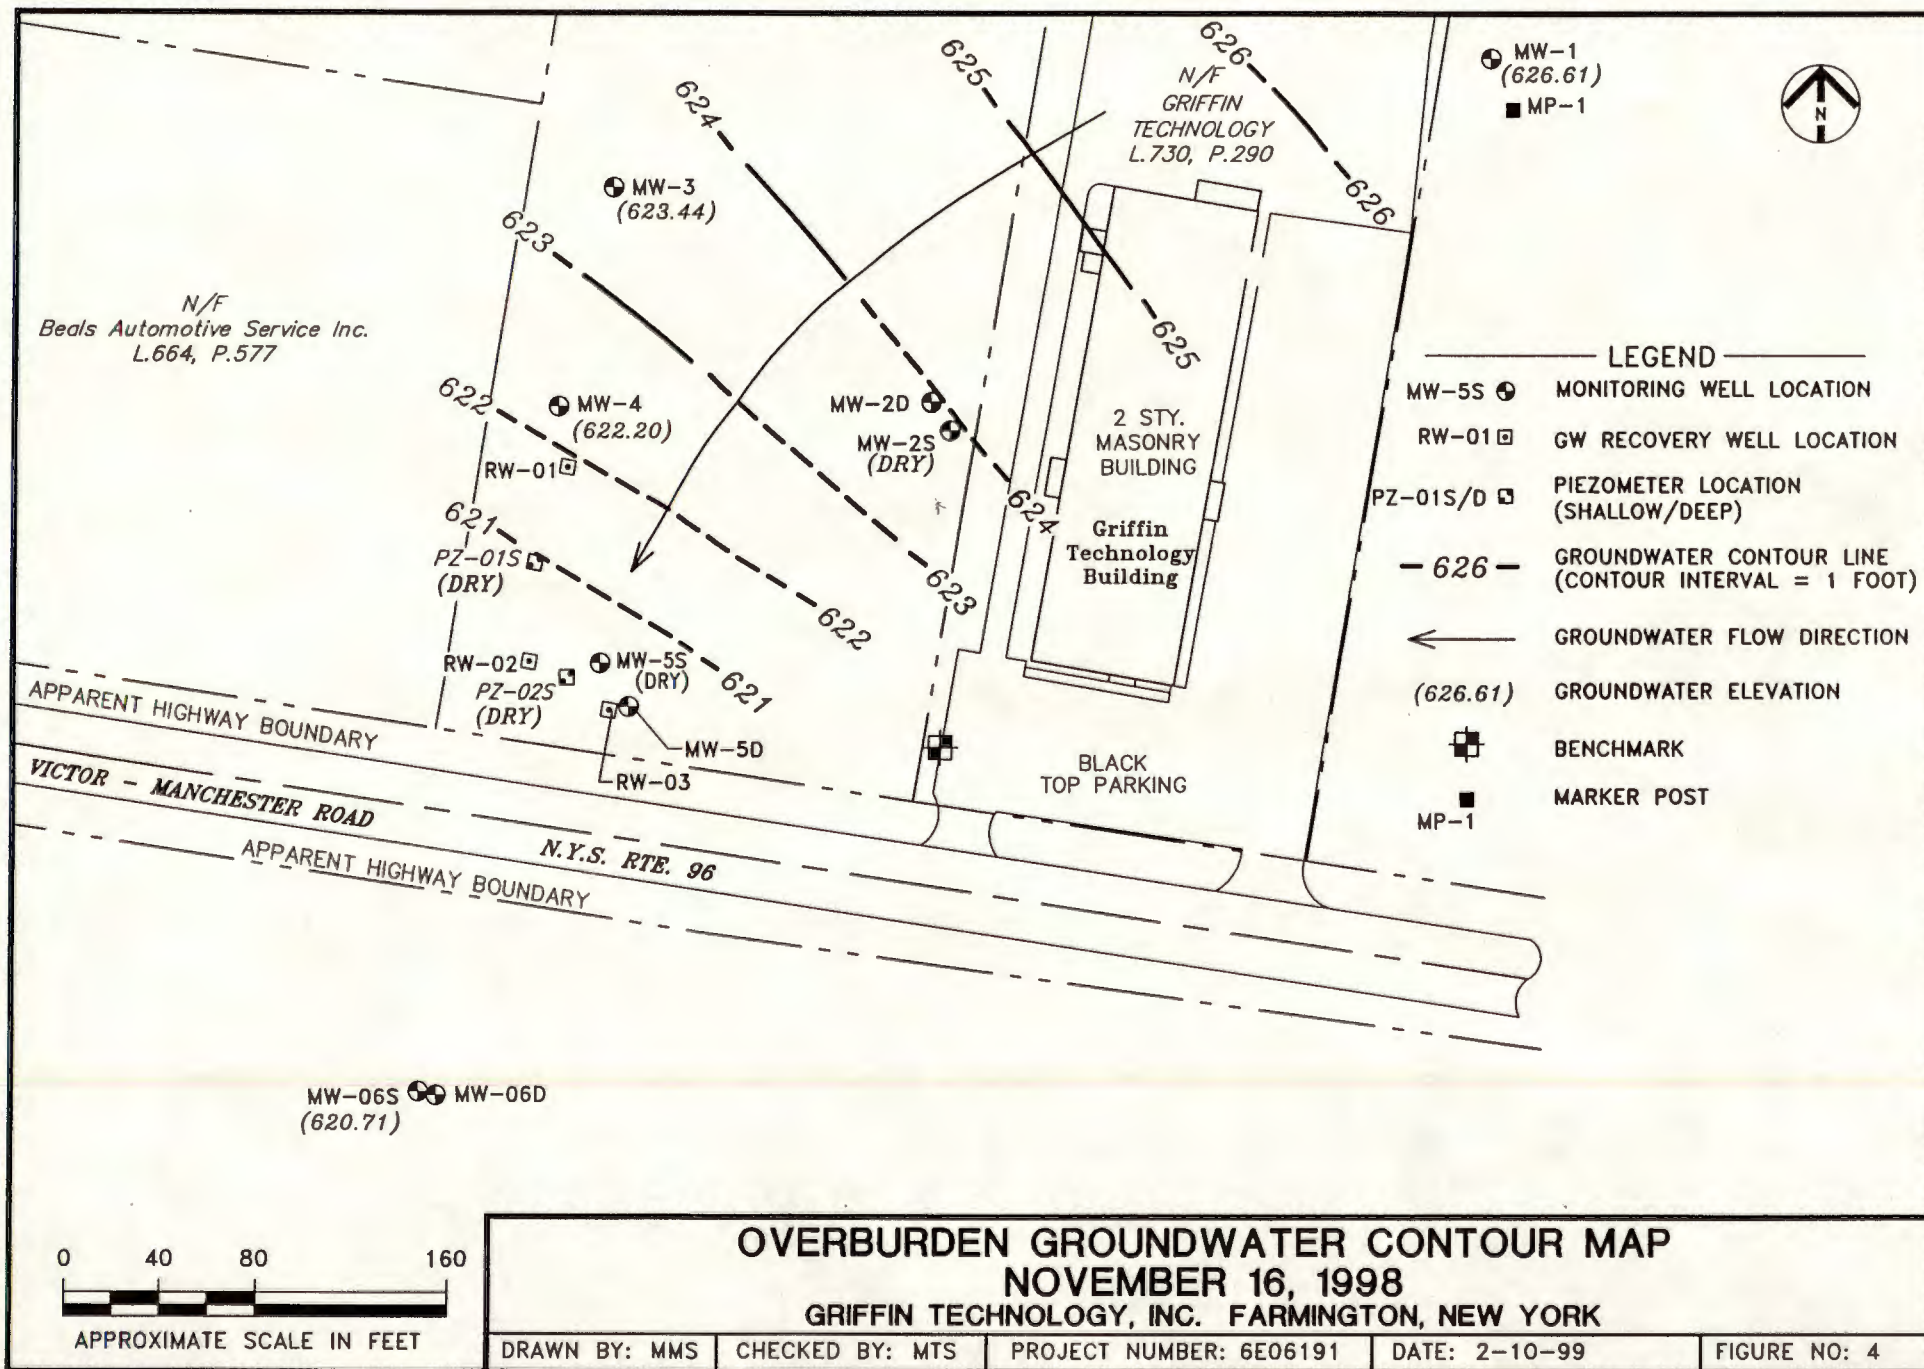 626
625
624
623
622
621
N/F
GRIFFIN
TECHNOLOGY
L.730, P.290
MW-1
(626.61)
MP-1
N
MW-3
(623.44)
626
N/F
Beals Automotive Service Inc.
L.664, P.577
625
MW-4
(622.20)
RW-01
MW-2D
MW-2S
(DRY)
2 STY.
MASONRY
BUILDING
Griffin
Technology
Building
624
PZ-01S
(DRY)
623
622
621
RW-02
PZ-02S
(DRY)
MW-5S
(DRY)
MW-5D
RW-03
BLACK
TOP PARKING
LEGEND
MW-5S MONITORING WELL LOCATION
RW-01 GW RECOVERY WELL LOCATION
PZ-01S/D PIEZOMETER LOCATION
(SHALLOW/DEEP)
626 GROUNDWATER CONTOUR LINE
(CONTOUR INTERVAL = 1 FOOT)
GROUNDWATER FLOW DIRECTION
(626.61) GROUNDWATER ELEVATION
BENCHMARK
MARKER POST
MP-1
APPARENT HIGHWAY BOUNDARY
VICTOR - MANCHESTER ROAD
N.Y.S. RTE. 96
APPARENT HIGHWAY BOUNDARY
MW-06S MW-06D
(620.71)
0 40 80 160
APPROXIMATE SCALE IN FEET
OVERBURDEN GROUNDWATER CONTOUR MAP
NOVEMBER 16, 1998
GRIFFIN TECHNOLOGY, INC. FARMINGTON, NEW YORK
DRAWN BY: MMS CHECKED BY: MTS PROJECT NUMBER: 6E06191 DATE: 2-10-99 FIGURE NO: 4